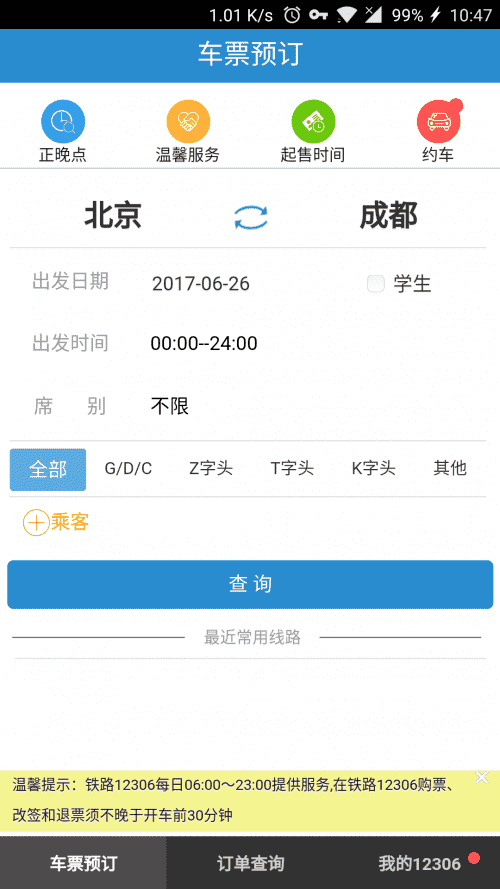 1.01 K/s 99% 10:47
车票预订
正晚点 温馨服务 起售时间 约车
北京 成都
出发日期 2017-06-26 学生
出发时间 00:00--24:00
席 别 不限
全部 G/D/C Z字头 T字头 K字头 其他
乘客
查 询
最近常用线路
温馨提示：铁路12306每日06:00～23:00提供服务,在铁路12306购票、
改签和退票须不晚于开车前30分钟
车票预订 订单查询 我的12306